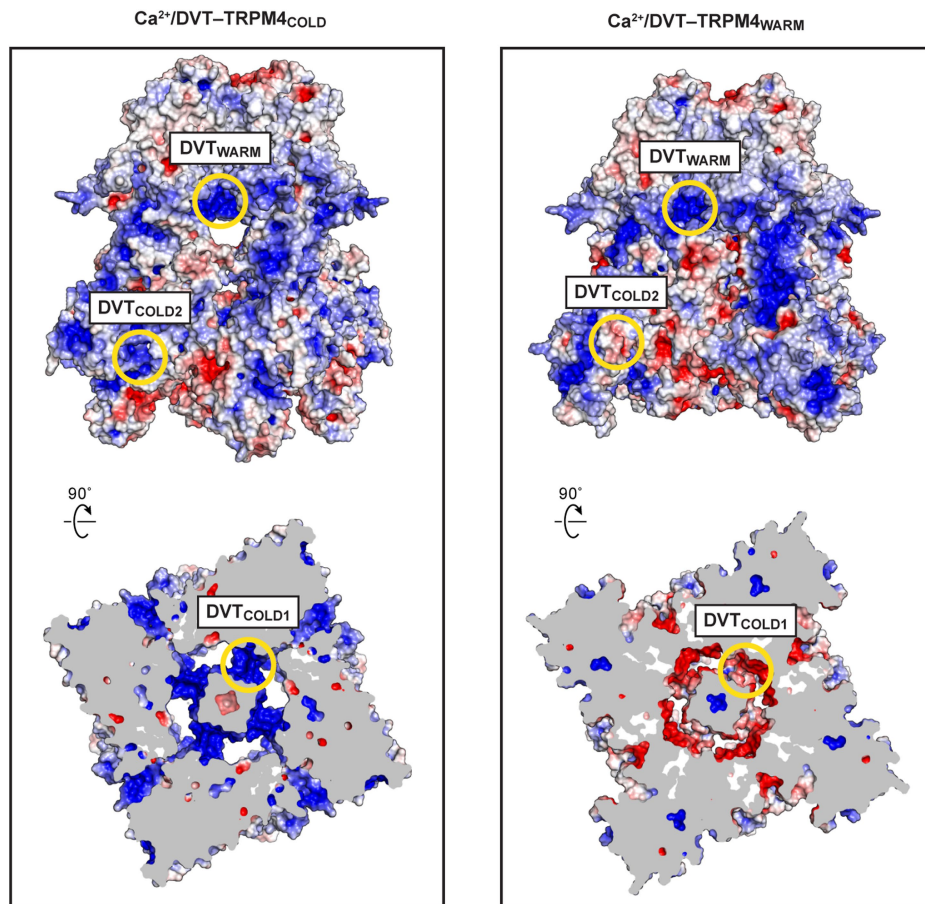 Ca²⁺/DVT–TRPM4COLD
Ca²⁺/DVT–TRPM4WARM
DVTWARM
DVTWARM
DVTCOLD2
DVTCOLD2
90°
90°
DVTCOLD1
DVTCOLD1